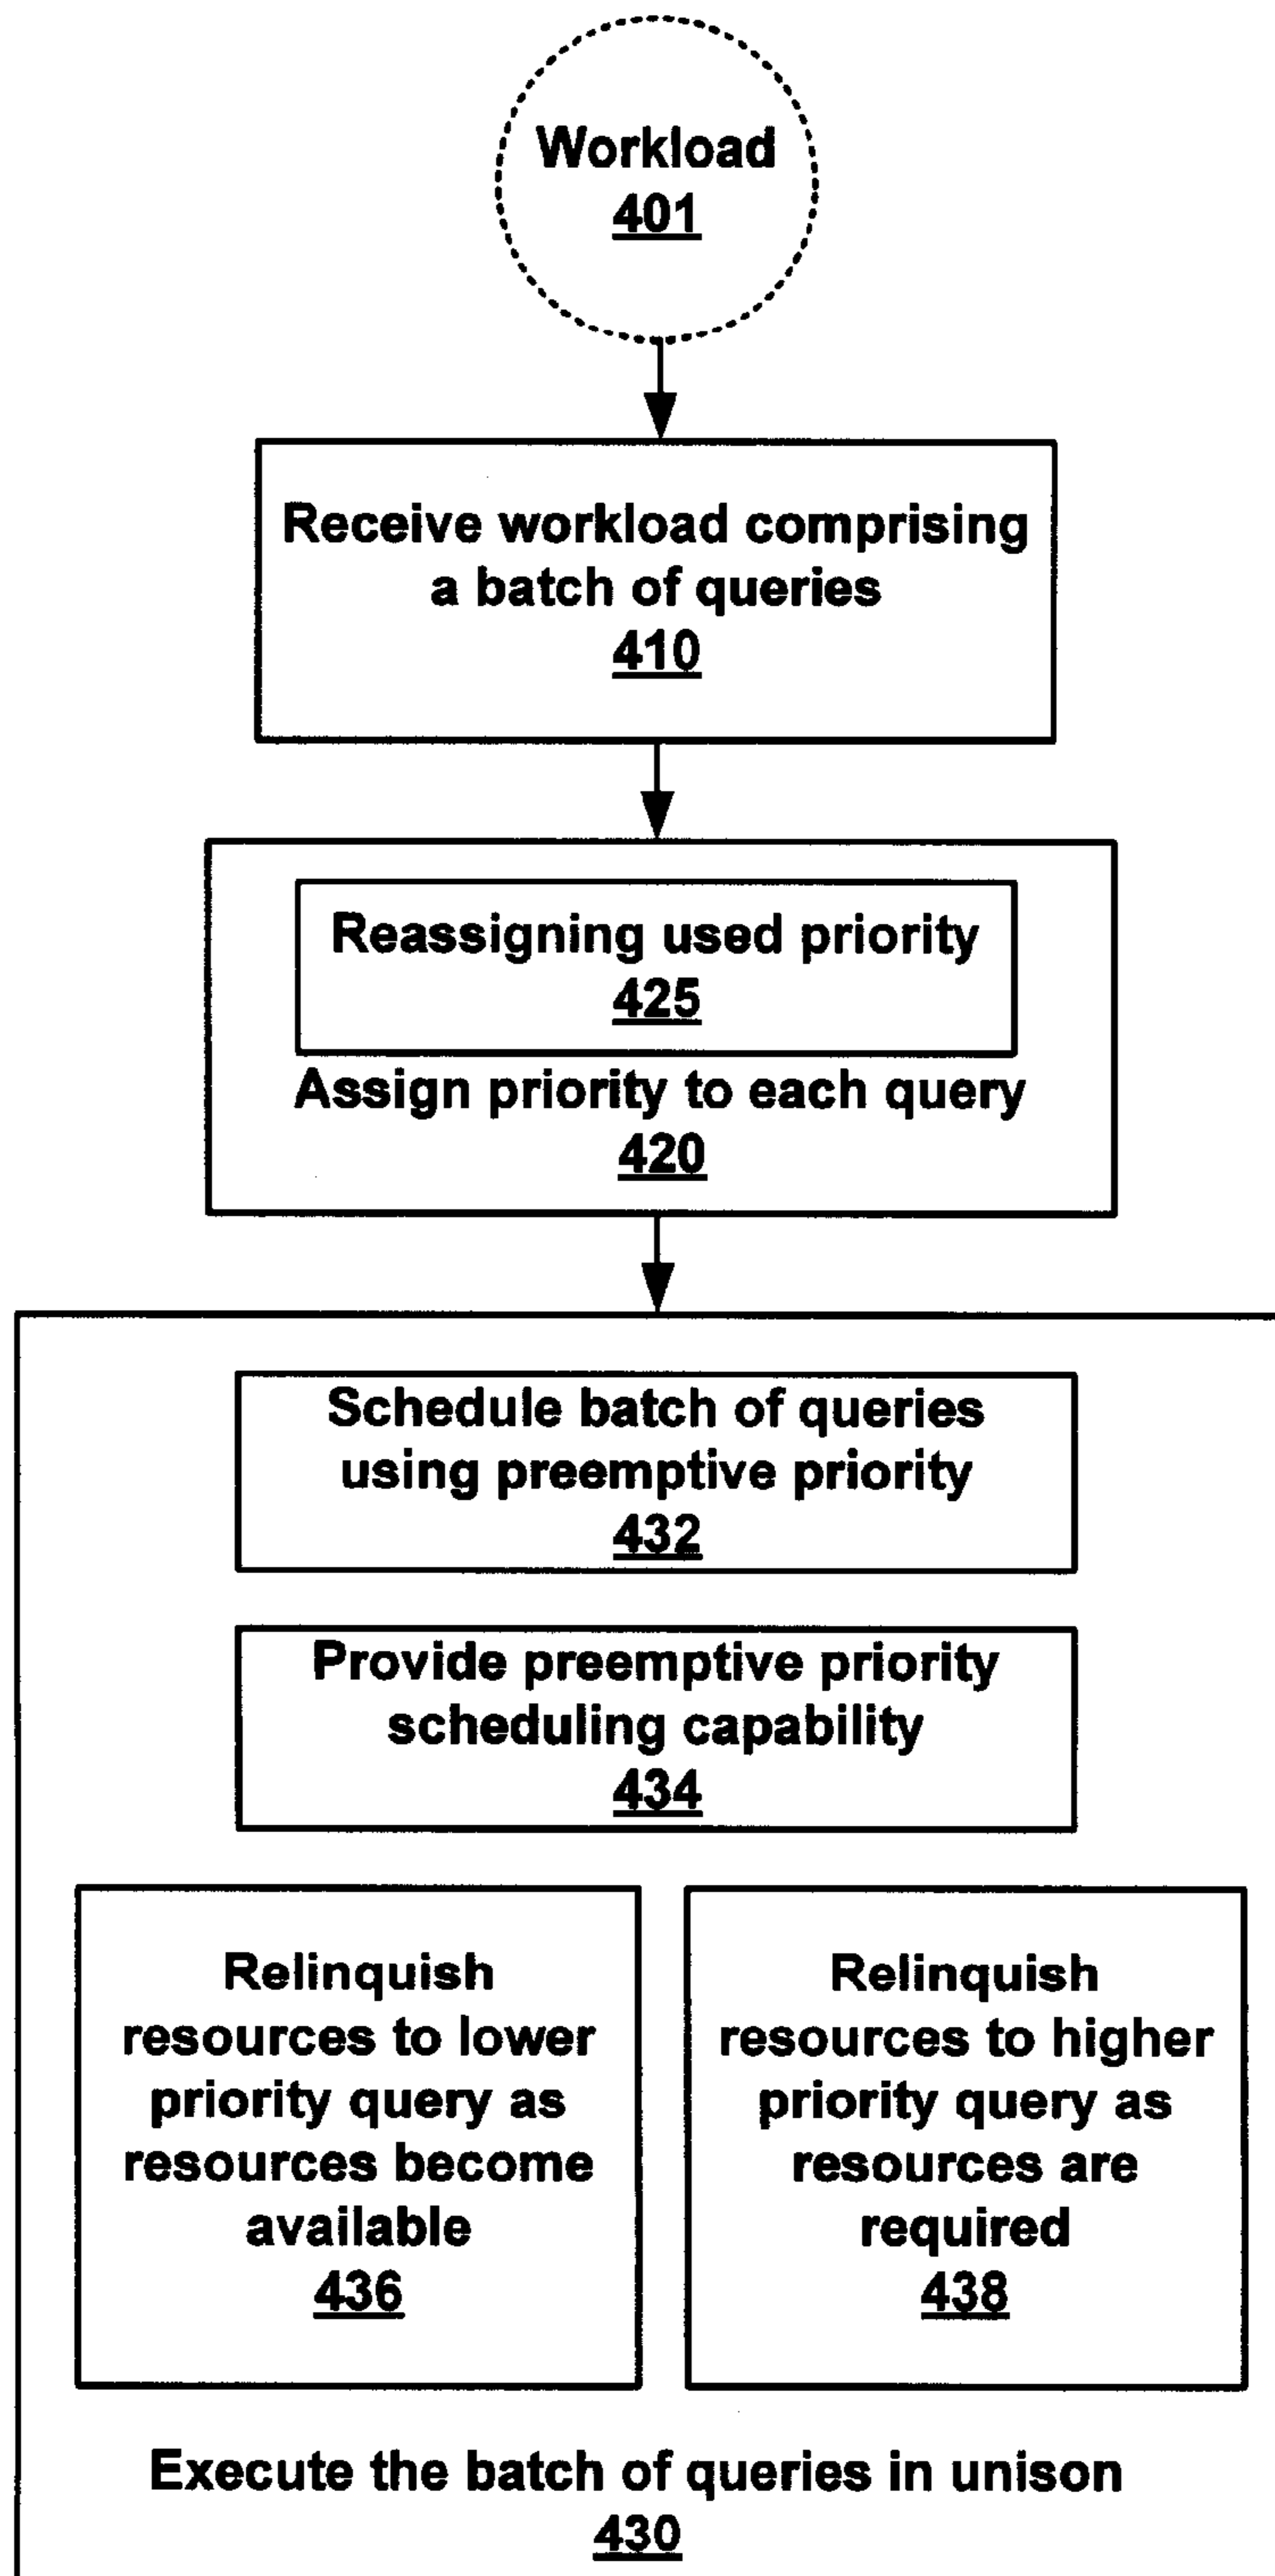 Workload
401
Receive workload comprising
a batch of queries
410
Reassigning used priority
425
Assign priority to each query
420
Schedule batch of queries
using preemptive priority
432
Provide preemptive priority
scheduling capability
434
Relinquish
resources to lower
priority query as
resources become
available
436
Relinquish
resources to higher
priority query as
resources are
required
438
Execute the batch of queries in unison
430